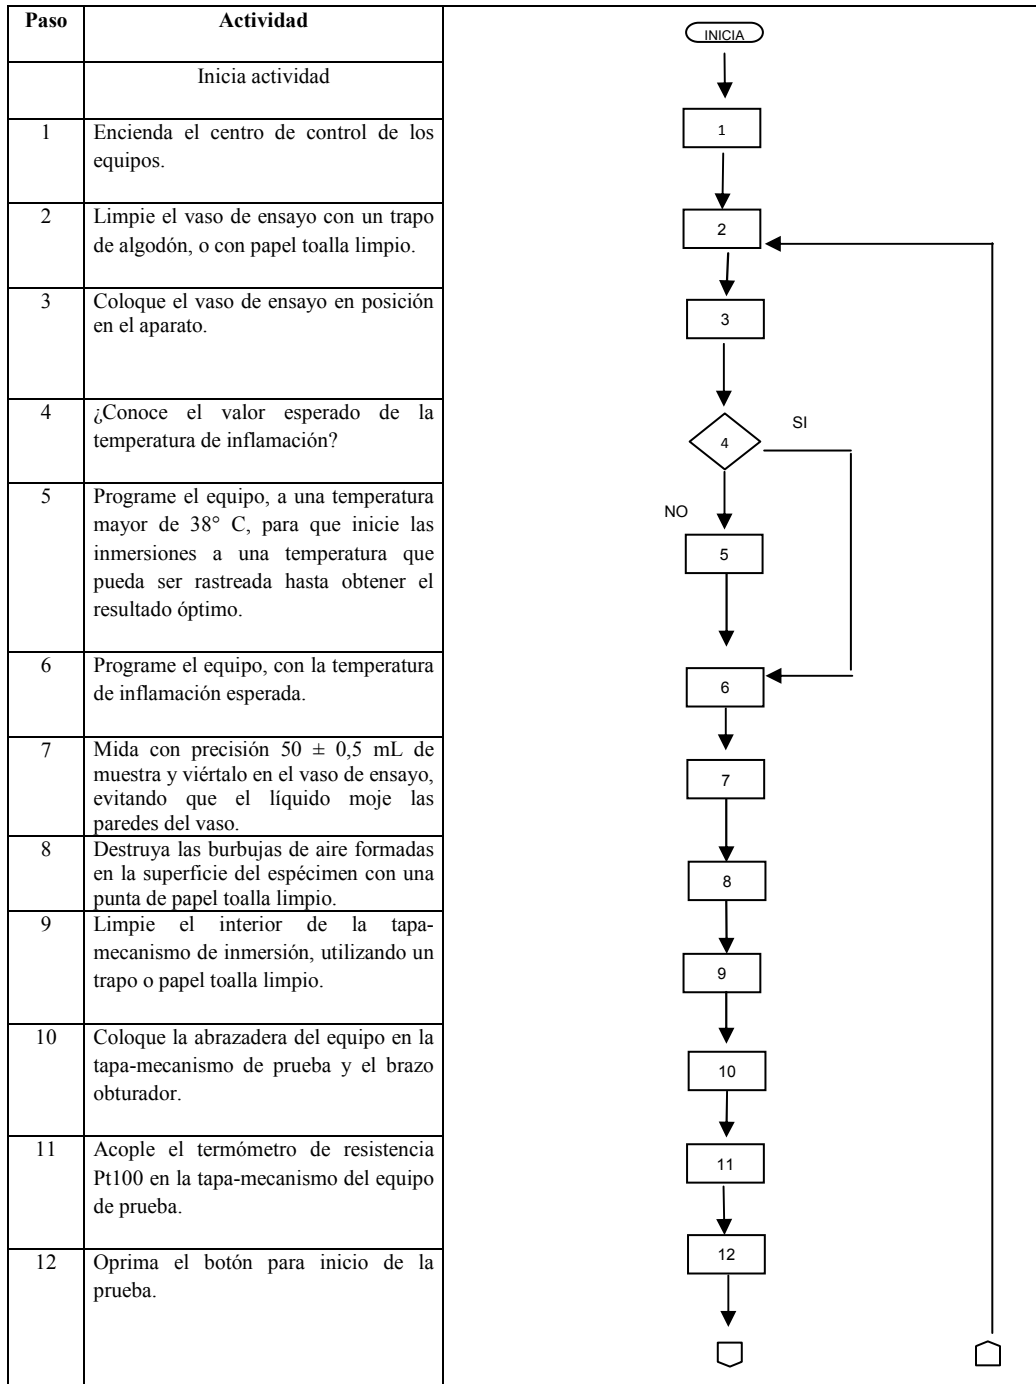 Paso Actividad
Inicia actividad
1 Encienda el centro de control de los
equipos.
2 Limpie el vaso de ensayo con un trapo
de algodón, o con papel toalla limpio.
3 Coloque el vaso de ensayo en posición
en el aparato.
4 ¿Conoce el valor esperado de la
temperatura de inflamación?
5 Programe el equipo, a una temperatura
mayor de 38° C, para que inicie las
inmersiones a una temperatura que
pueda ser rastreada hasta obtener el
resultado óptimo.
6 Programe el equipo, con la temperatura
de inflamación esperada.
7 Mida con precisión 50 ± 0,5 mL de
muestra y viértalo en el vaso de ensayo,
evitando que el líquido moje las
paredes del vaso.
8 Destruya las burbujas de aire formadas
en la superficie del espécimen con una
punta de papel toalla limpio.
9 Limpie el interior de la tapa-
mecanismo de inmersión, utilizando un
trapo o papel toalla limpio.
10 Coloque la abrazadera del equipo en la
tapa-mecanismo de prueba y el brazo
obturador.
11 Acople el termómetro de resistencia
Pt100 en la tapa-mecanismo del equipo
de prueba.
12 Oprima el botón para inicio de la
prueba.
INICIA
1
2
3
4
SI
NO
5
6
7
8
9
10
11
12